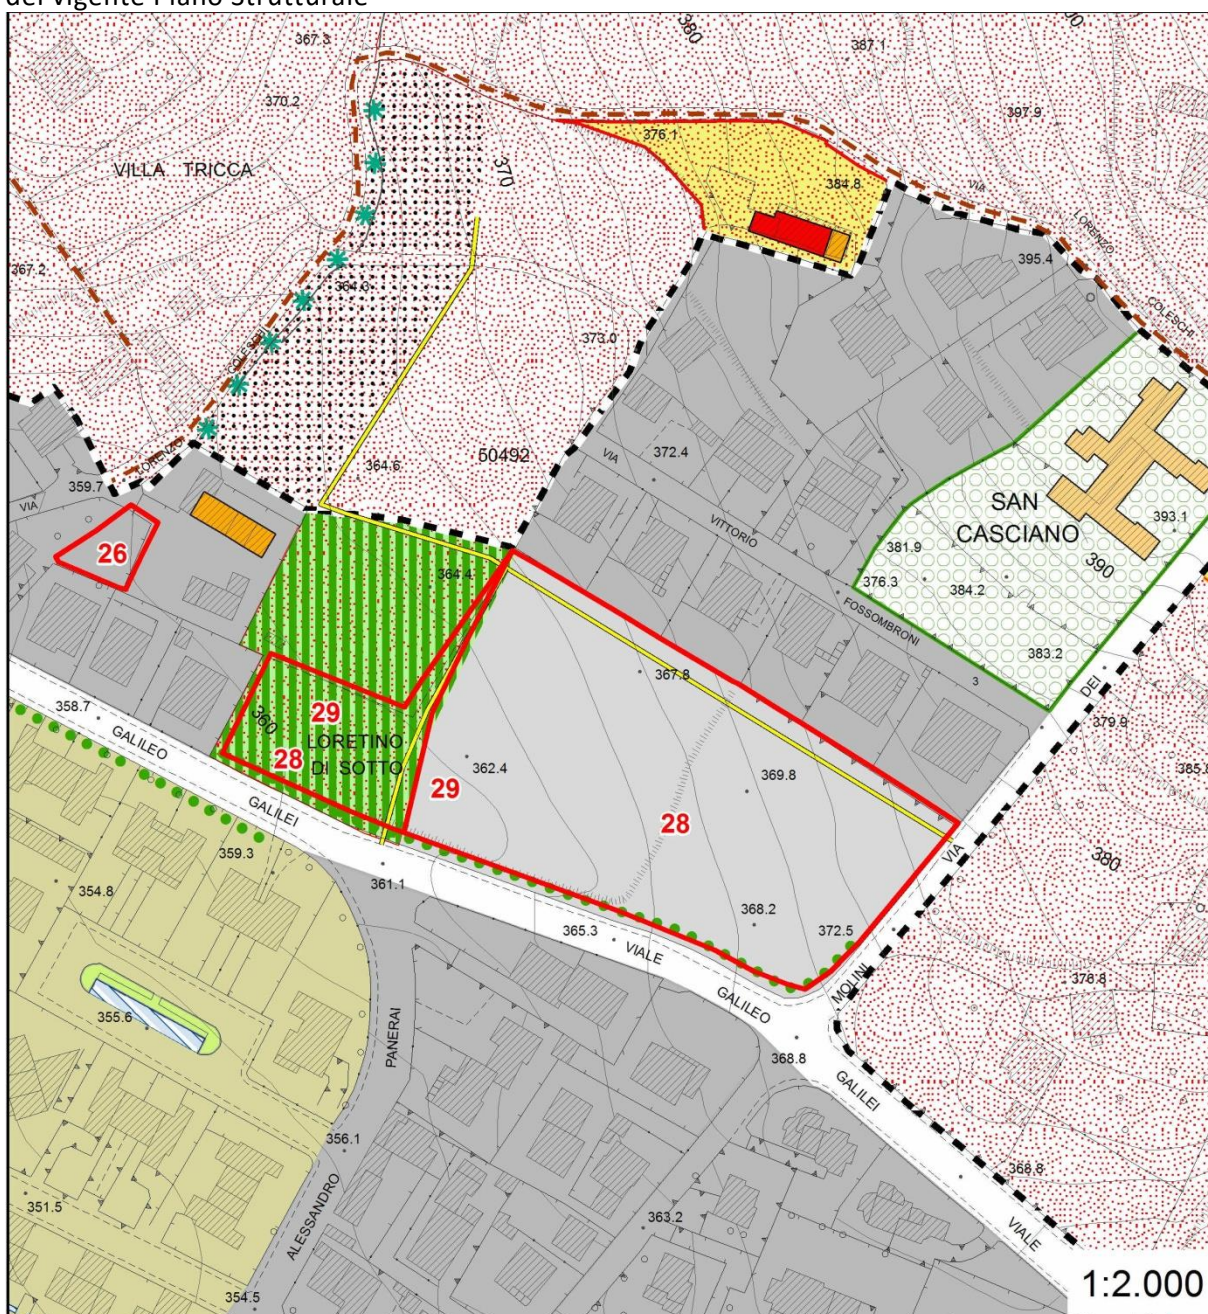 del vigente Piano Strutturale
367.3
380
387.1
370.2
397.9
376.1
VILLA TRICCA
370
384.8
VIA
LORENZO
367.2
395.4
364.3
COLESCHI
373.0
LORENZO
364.6
50492
372.4
VIA
359.7
VIA
SAN
CASCIANO
393.1
VITTORIO
26
381.9
390
364.4
376.3
384.2
FOSSOMBRONI
383.2
367.8
3
DEI
358.7
29
360
379.9
GALILEO
LORETINO
28
DI SOTTO
362.4
369.8
385.8
29
GALILEI
28
VIA
359.3
380
354.8
361.1
368.2
372.5
365.3
VIALE
376.8
GALILEO
MOLINI
355.6
PANERAI
368.8
GALILEI
356.1
368.8
351.5
ALESSANDRO
363.2
VIALE
354.5
1:2.000